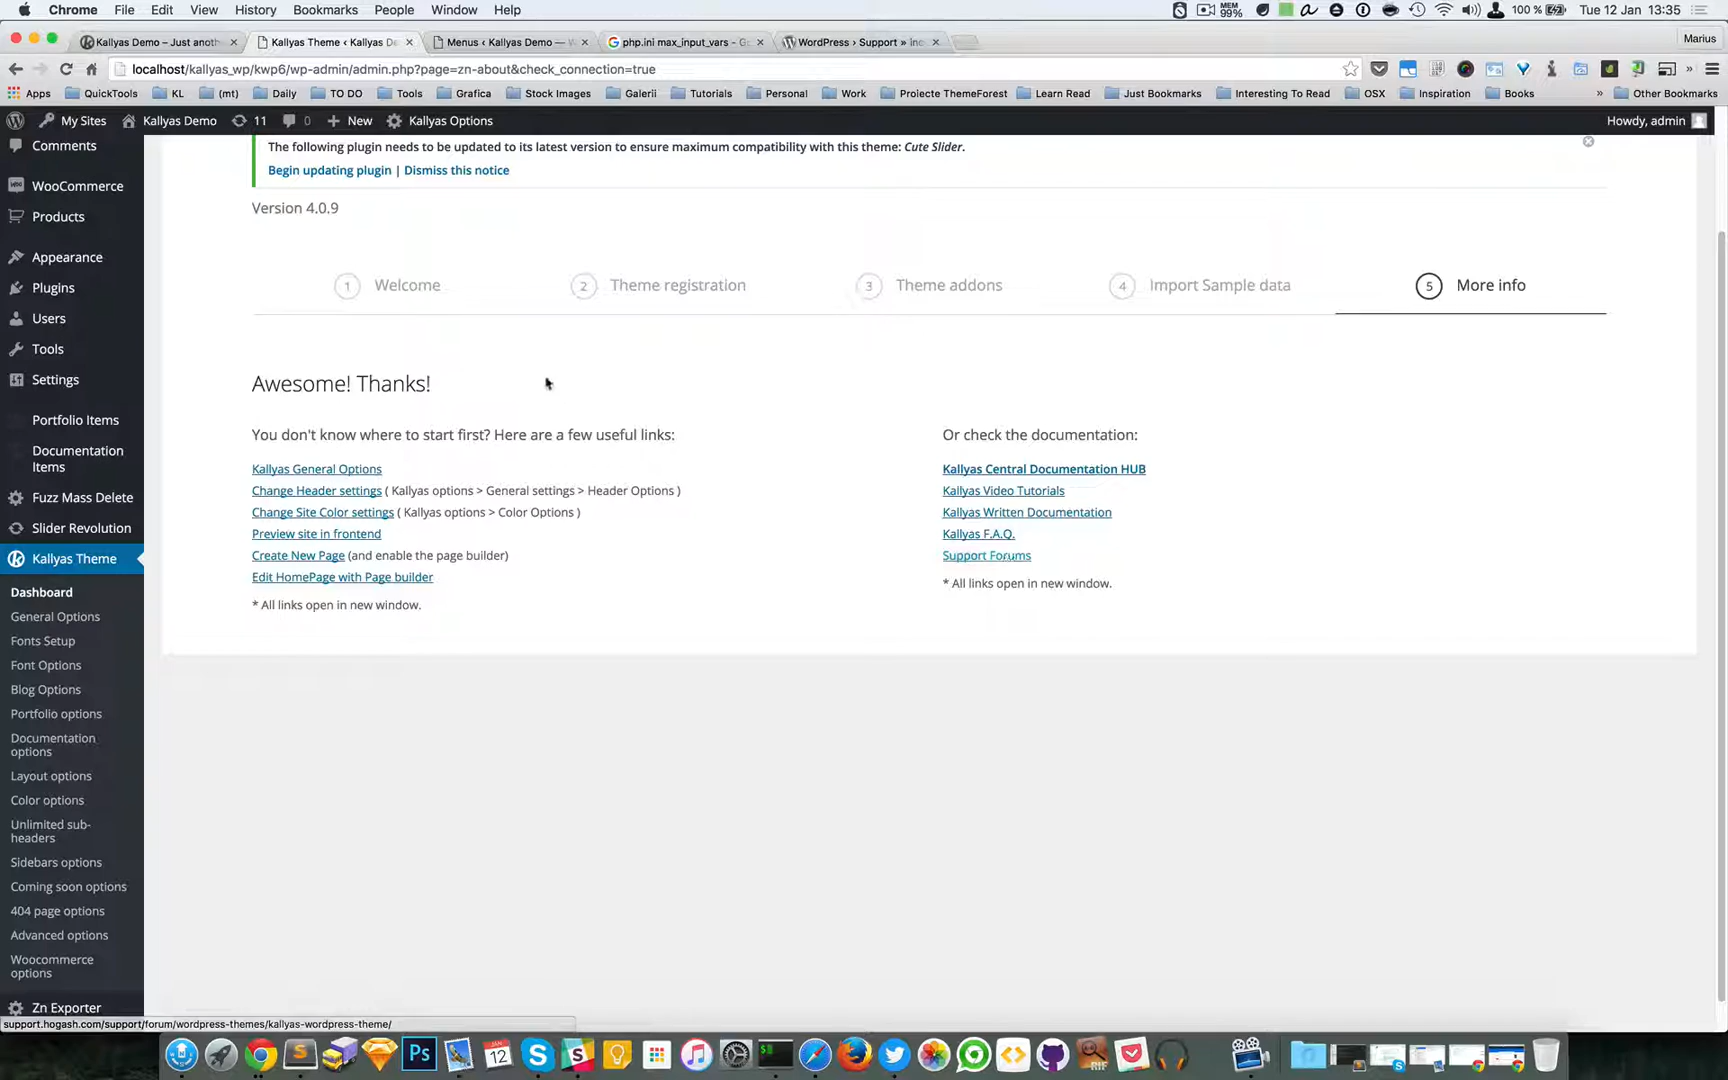 Chrome File Edit View History Bookmarks People Window Help MEM 99% 100 % Tue 12 Jan 13:35
Kallyas Demo – Just anoth Kallyas Theme ‹ Kallyas De Menus ‹ Kallyas Demo — W php.ini max_input_vars - Go WordPress › Support » inc Marius
localhost/kallyas_wp/kwp6/wp-admin/admin.php?page=zn-about&check_connection=true
Apps QuickTools KL (mt) Daily TO DO Tools Grafica Stock Images Galerii Tutorials Personal Work Proiecte ThemeForest Learn Read Just Bookmarks Interesting To Read OSX Inspiration Books » Other Bookmarks
My Sites Kallyas Demo 11 0 + New Kallyas Options Howdy, admin
Comments
WooCommerce
Products
Appearance
Plugins
Users
Tools
Settings
Portfolio Items
Documentation
Items
Fuzz Mass Delete
Slider Revolution
Kallyas Theme
Dashboard
General Options
Fonts Setup
Font Options
Blog Options
Portfolio options
Documentation
options
Layout options
Color options
Unlimited sub-
headers
Sidebars options
Coming soon options
404 page options
Advanced options
Woocommerce
options
Zn Exporter
The following plugin needs to be updated to its latest version to ensure maximum compatibility with this theme: Cute Slider.
Begin updating plugin | Dismiss this notice
Version 4.0.9
1 Welcome 2 Theme registration 3 Theme addons 4 Import Sample data 5 More info
Awesome! Thanks!
You don't know where to start first? Here are a few useful links:
Kallyas General Options
Change Header settings ( Kallyas options > General settings > Header Options )
Change Site Color settings ( Kallyas options > Color Options )
Preview site in frontend
Create New Page (and enable the page builder)
Edit HomePage with Page builder
* All links open in new window.
Or check the documentation:
Kallyas Central Documentation HUB
Kallyas Video Tutorials
Kallyas Written Documentation
Kallyas F.A.Q.
Support Forums
* All links open in new window.
support.hogash.com/support/forum/wordpress-themes/kallyas-wordpress-theme/
Ps JAN 12 RIF